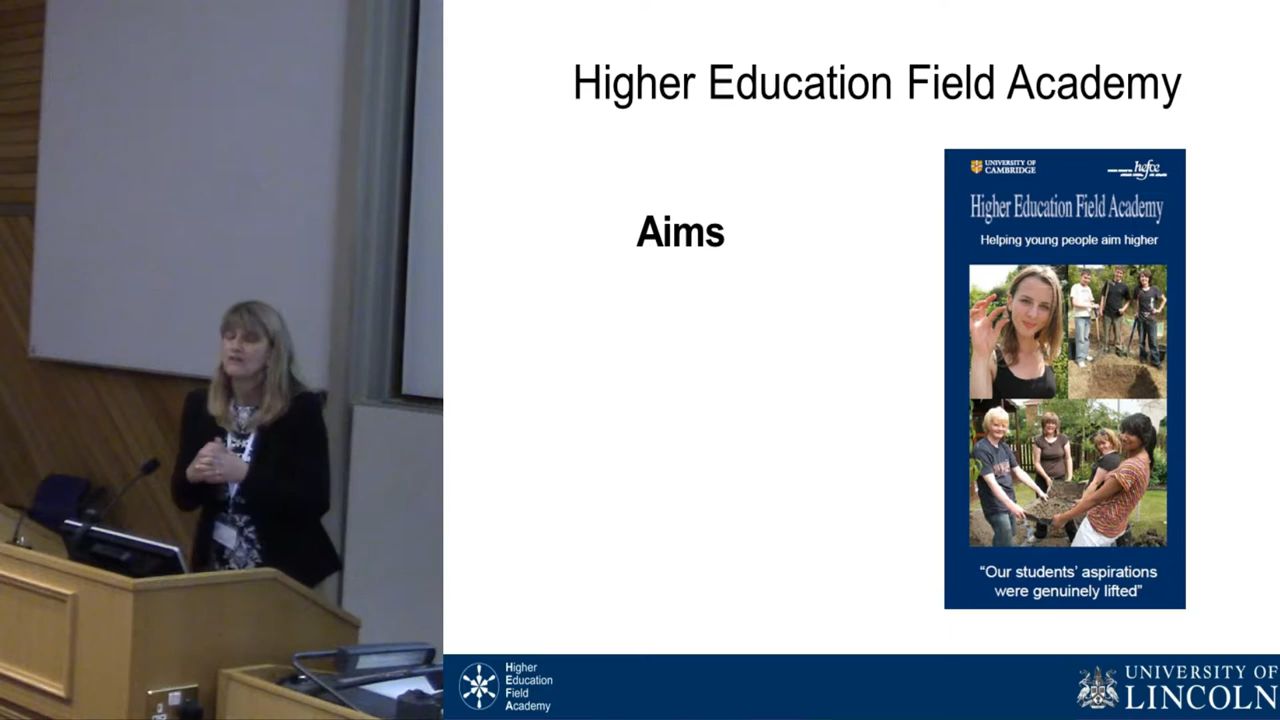 Higher Education Field Academy
Aims
UNIVERSITY OF
CAMBRIDGE
hefce
Higher Education Field Academy
Helping young people aim higher
“Our students’ aspirations
were genuinely lifted”
Higher
Education
Field
Academy
UNIVERSITY OF
LINCOLN